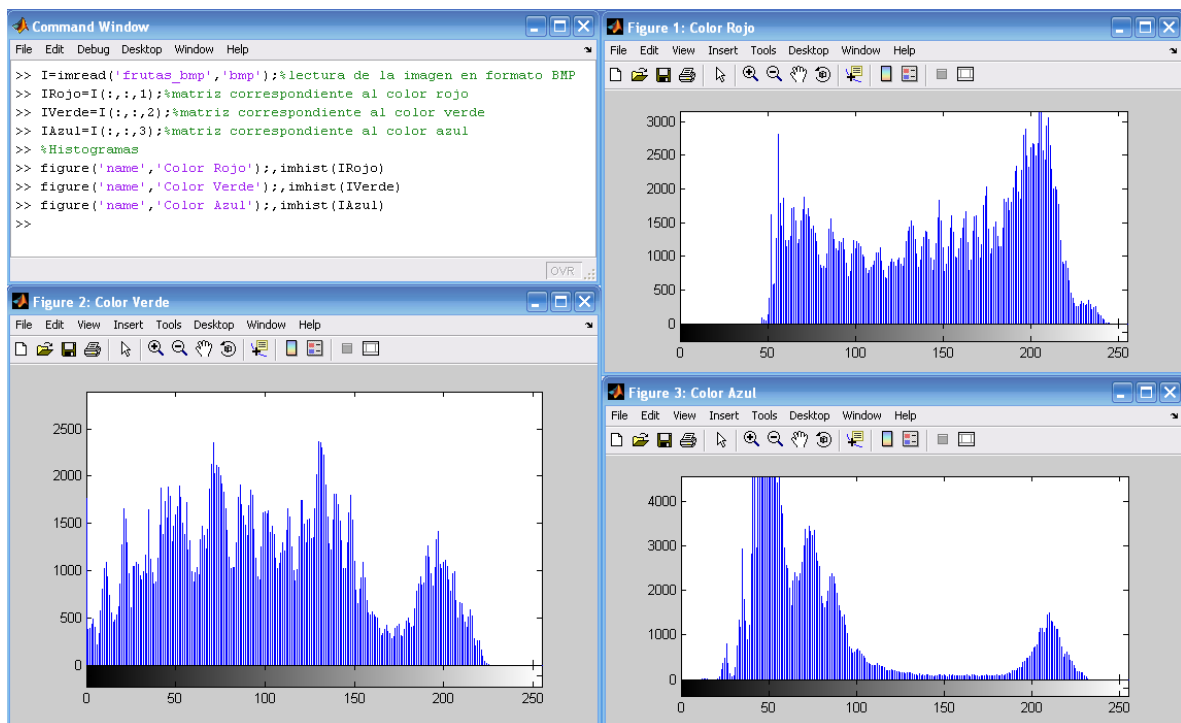 Command Window
File Edit Debug Desktop Window Help
>> I=imread('frutas_bmp','bmp');%lectura de la imagen en formato BMP
>> IRojo=I(:,:,1);%matriz correspondiente al color rojo
>> IVerde=I(:,:,2);%matriz correspondiente al color verde
>> IAzul=I(:,:,3);%matriz correspondiente al color azul
>> %Histogramas
>> figure('name','Color Rojo');,imhist(IRojo)
>> figure('name','Color Verde');,imhist(IVerde)
>> figure('name','Color Azul');,imhist(IAzul)
>>
OVR
Figure 1: Color Rojo
File Edit View Insert Tools Desktop Window Help
3000
2500
2000
1500
1000
500
0
0 50 100 150 200 250
Figure 2: Color Verde
File Edit View Insert Tools Desktop Window Help
2500
2000
1500
1000
500
0
0 50 100 150 200 250
Figure 3: Color Azul
File Edit View Insert Tools Desktop Window Help
4000
3000
2000
1000
0
0 50 100 150 200 250